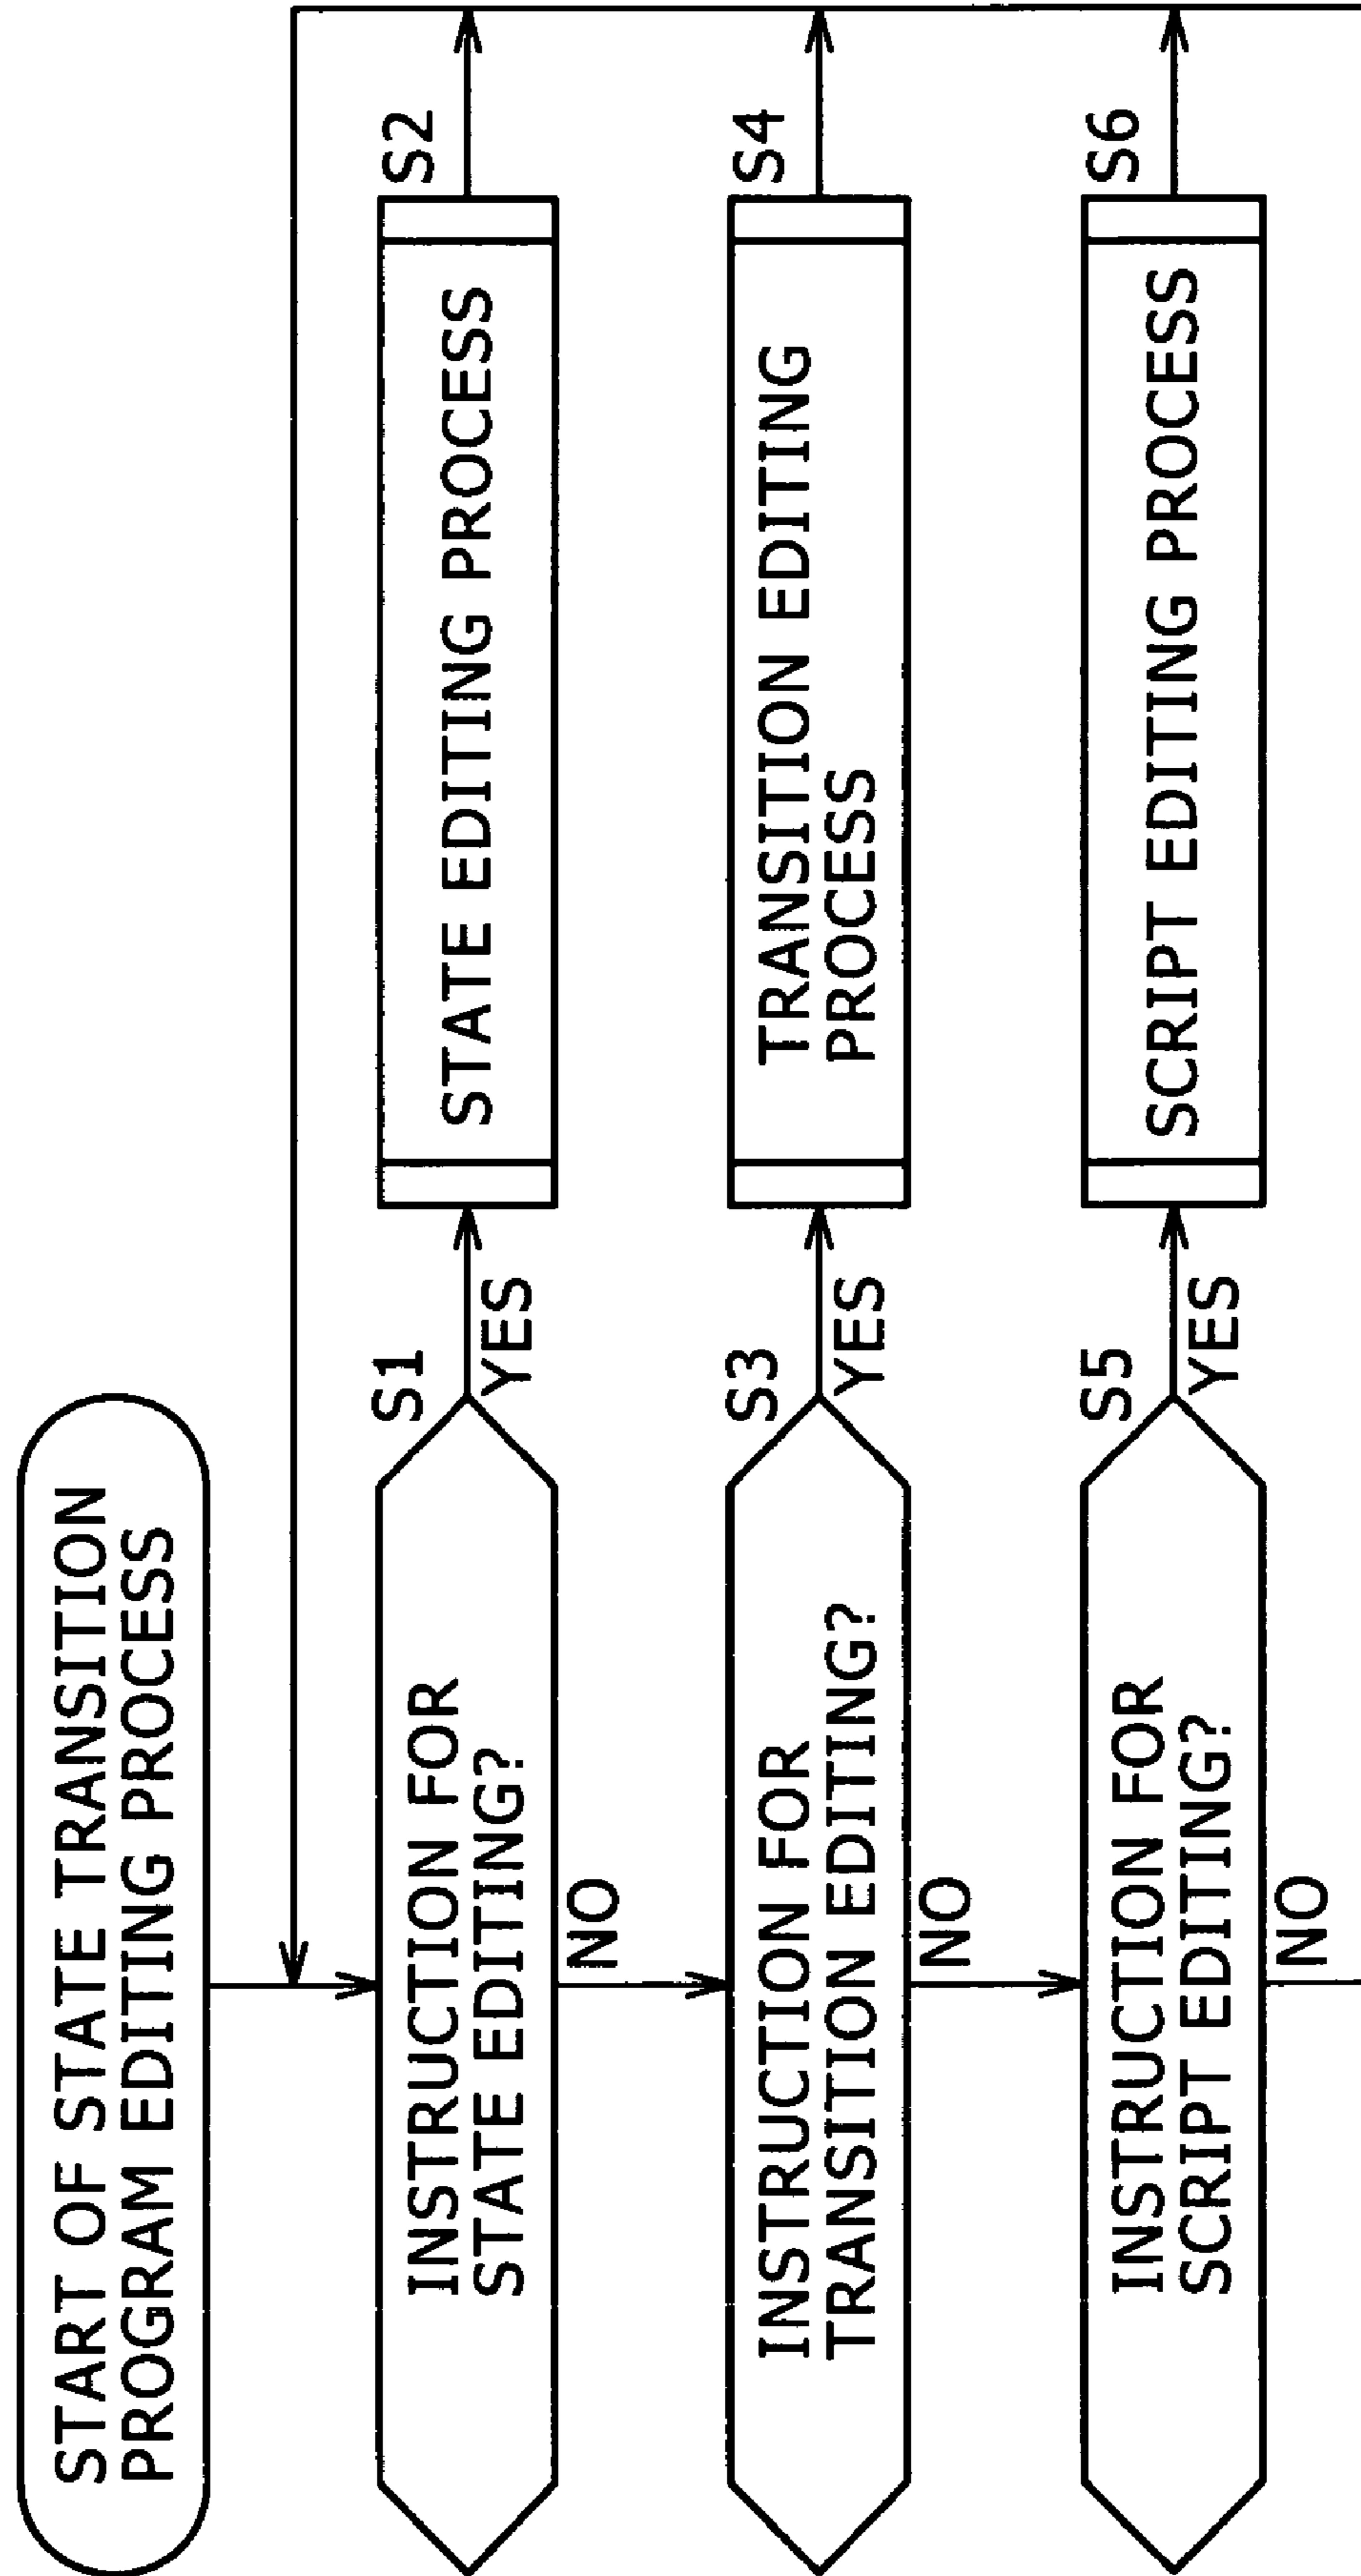 START OF STATE TRANSITION
PROGRAM EDITING PROCESS
S1
INSTRUCTION FOR
STATE EDITING?
YES
NO
S2
STATE EDITING PROCESS
S3
INSTRUCTION FOR
TRANSITION EDITING?
YES
NO
S4
TRANSITION EDITING
PROCESS
S5
INSTRUCTION FOR
SCRIPT EDITING?
YES
NO
S6
SCRIPT EDITING PROCESS